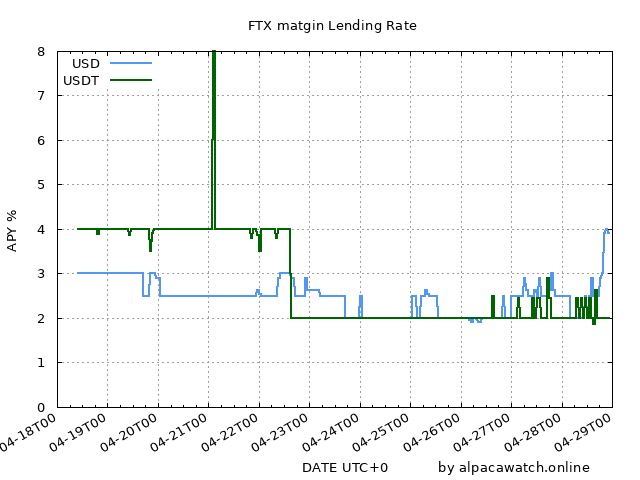 FTX matgin Lending Rate
USD
USDT
8
7
6
5
4
3
2
1
0
APY %
04-18T00
04-19T00
04-20T00
04-21T00
04-22T00
04-23T00
04-24T00
04-25T00
04-26T00
04-27T00
04-28T00
04-29T00
DATE UTC+0
by alpacawatch.online